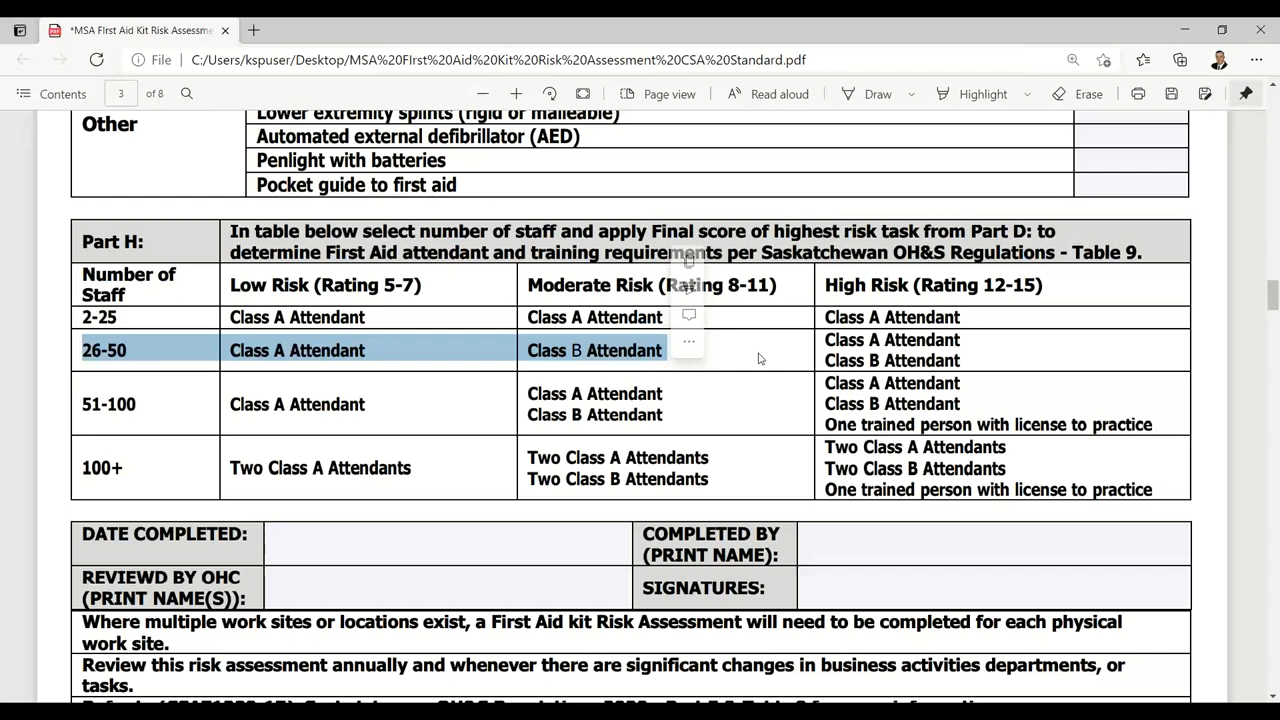 *MSA FIrst Aid Kit Risk Assessme
File
C:/Users/kspuser/Desktop/MSA%20FIrst%20Aid%20Kit%20Risk%20Assessment%20CSA%20Standard.pdf
Contents
3
of 8
Page view
Read aloud
Draw
Highlight
Erase
Other
Lower extremity splints (rigid or malleable)
Automated external defibrillator (AED)
Penlight with batteries
Pocket guide to first aid
Part H:
In table below select number of staff and apply Final score of highest risk task from Part D: to
determine First Aid attendant and training requirements per Saskatchewan OH&S Regulations - Table 9.
Number of
Staff
Low Risk (Rating 5-7)
Moderate Risk (Rating 8-11)
High Risk (Rating 12-15)
2-25
Class A Attendant
Class A Attendant
Class A Attendant
26-50
Class A Attendant
Class B Attendant
Class A Attendant
Class B Attendant
51-100
Class A Attendant
Class A Attendant
Class B Attendant
Class A Attendant
Class B Attendant
One trained person with license to practice
100+
Two Class A Attendants
Two Class A Attendants
Two Class B Attendants
Two Class A Attendants
Two Class B Attendants
One trained person with license to practice
DATE COMPLETED:
COMPLETED BY
(PRINT NAME):
REVIEWD BY OHC
(PRINT NAME(S)):
SIGNATURES:
Where multiple work sites or locations exist, a First Aid kit Risk Assessment will need to be completed for each physical
work site.
Review this risk assessment annually and whenever there are significant changes in business activities departments, or
tasks.